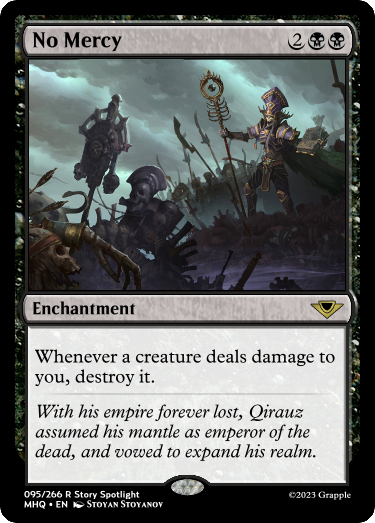 No Mercy 2
Enchantment
Whenever a creature deals damage to
you, destroy it.
With his empire forever lost, Qirauz
assumed his mantle as emperor of the
dead, and vowed to expand his realm.
095/266 R Story Spotlight
MHQ • EN Stoyan Stoyanov
©2023 Grapple